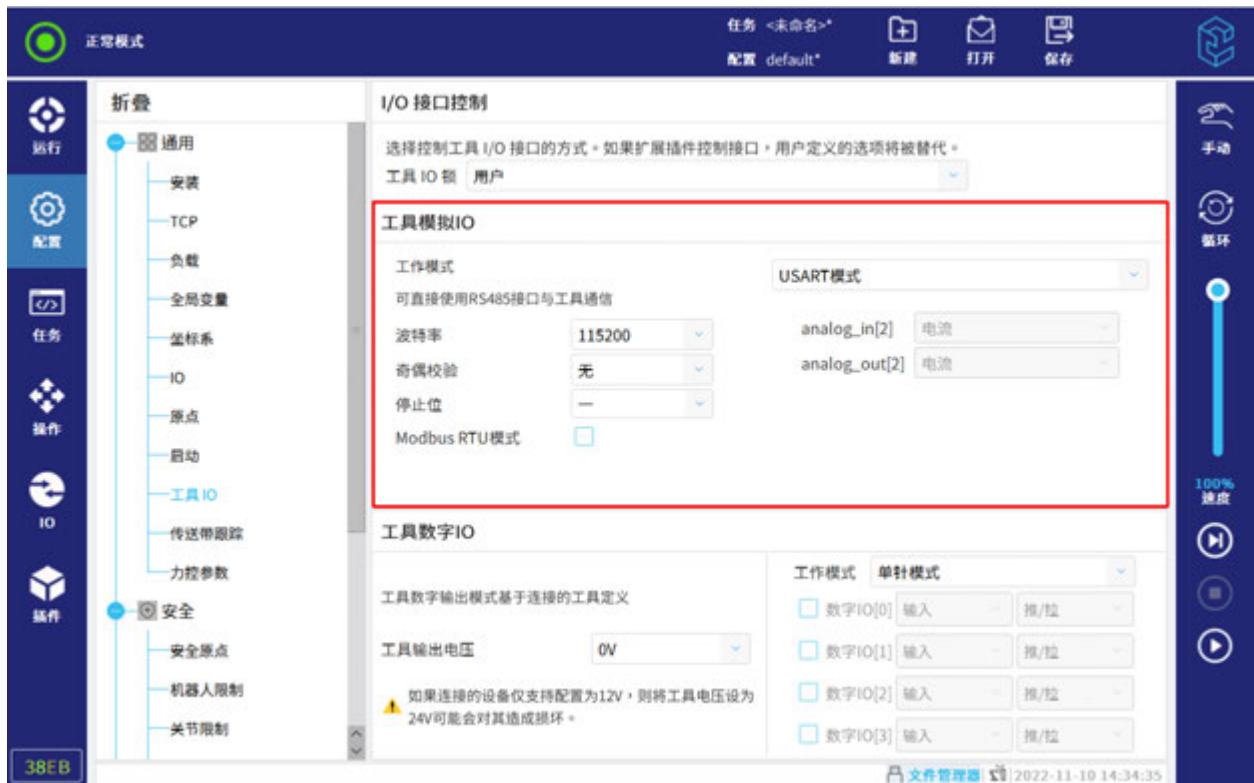 正常模式
任务 <未命名>*
配置 default*
新建
打开
保存
运行
配置
任务
操作
IO
插件
38EB
折叠
通用
安装
TCP
负载
全局变量
坐标系
IO
原点
启动
工具 IO
传送带跟踪
力控参数
安全
安全原点
机器人限制
关节限制
I/O 接口控制
选择控制工具 I/O 接口的方式。如果扩展插件控制接口，用户定义的选项将被替代。
工具 IO 锁 用户
工具模拟IO
工作模式 USART模式
可直接使用RS485接口与工具通信
波特率 115200 analog_in[2] 电流
奇偶校验 无 analog_out[2] 电流
停止位 一
Modbus RTU模式
工具数字IO
工作模式 单针模式
工具数字输出模式基于连接的工具定义
数字IO[0] 输入 推/拉
工具输出电压 0V 数字IO[1] 输入 推/拉
如果连接的设备仅支持配置为12V，则将工具电压设为
24V可能会对其造成损坏。
数字IO[2] 输入 推/拉
数字IO[3] 输入 推/拉
文件管理器 2022-11-10 14:34:35
手动
循环
100%
速度